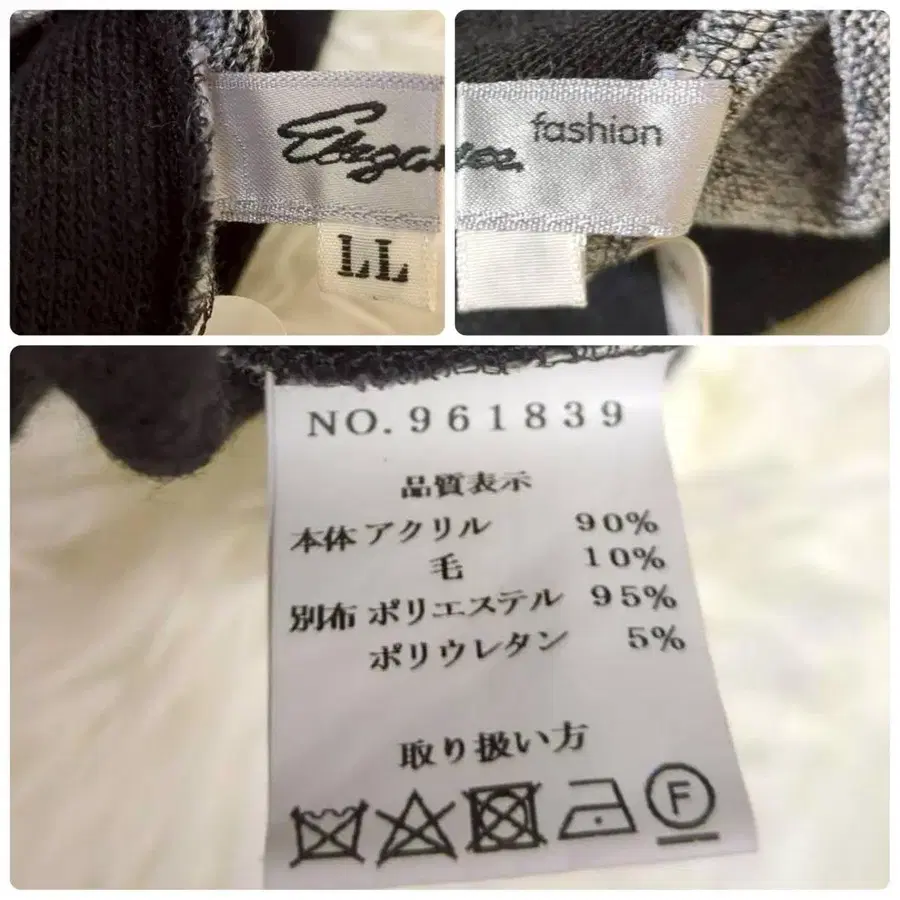 Elegance
fashion
LL
NO.961839
品質表示
本体 アクリル 90%
毛 10%
別布 ポリエステル 95%
ポリウレタン 5%
取り扱い方
F